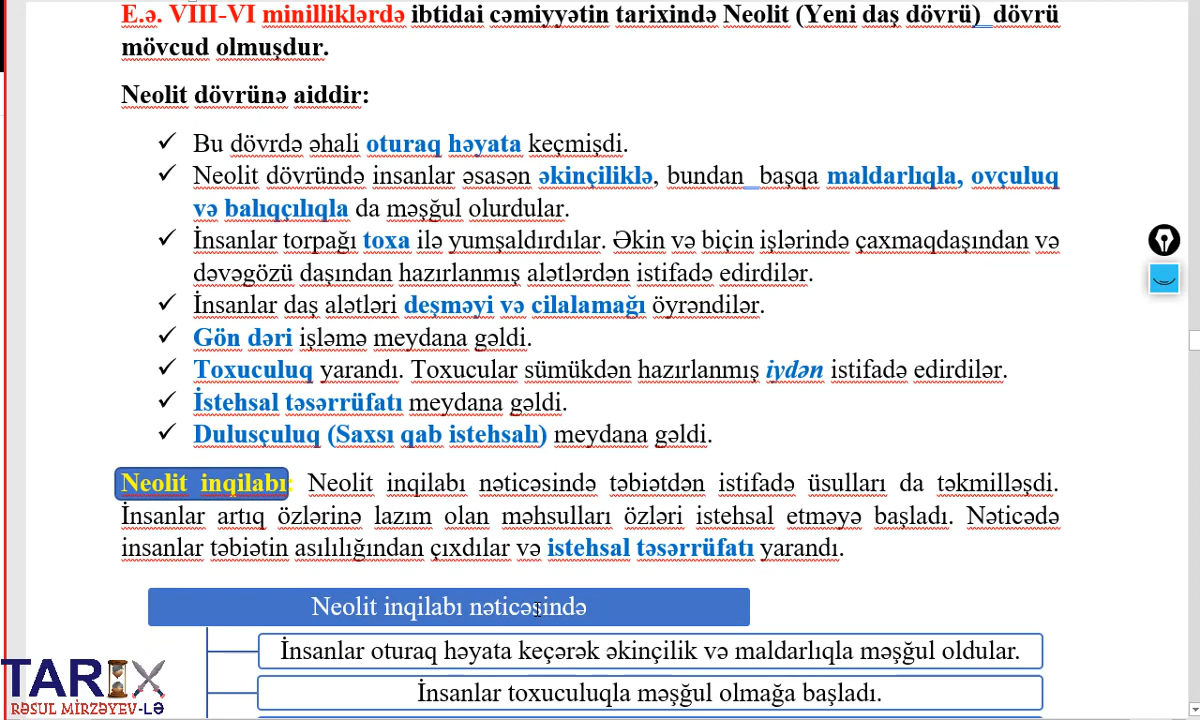 E.ə. VIII-VI minilliklərdə ibtidai cəmiyyətin tarixində Neolit (Yeni daş dövrü) dövrü
mövcud olmuşdur.
Neolit dövrünə aiddir:
✓ Bu dövrdə əhali oturaq həyata keçmişdi.
✓ Neolit dövründə insanlar əsasən əkinçiliklə, bundan başqa maldarlıqla, ovçuluq
və balıqçılıqla da məşğul olurdular.
✓ İnsanlar torpağı toxa ilə yumşaldırdılar. Əkin və biçin işlərində çaxmaqdaşından və
dəvəgözü daşından hazırlanmış alətlərdən istifadə edirdilər.
✓ İnsanlar daş alətləri deşməyi və cilalamağı öyrəndilər.
✓ Gön dəri işləmə meydana gəldi.
✓ Toxuculuq yarandı. Toxucular sümükdən hazırlanmış iydən istifadə edirdilər.
✓ İstehsal təsərrüfatı meydana gəldi.
✓ Dulusçuluq (Saxsı qab istehsalı) meydana gəldi.
Neolit inqilabı: Neolit inqilabı nəticəsində təbiətdən istifadə üsulları da təkmilləşdi.
İnsanlar artıq özlərinə lazım olan məhsulları özləri istehsal etməyə başladı. Nəticədə
insanlar təbiətin asılılığından çıxdılar və istehsal təsərrüfatı yarandı.
Neolit inqilabı nəticəsində
İnsanlar oturaq həyata keçərək əkinçilik və maldarlıqla məşğul oldular.
İnsanlar toxuculuqla məşğul olmağa başladı.
TARIX
RƏSUL MİRZƏYEV-LƏ